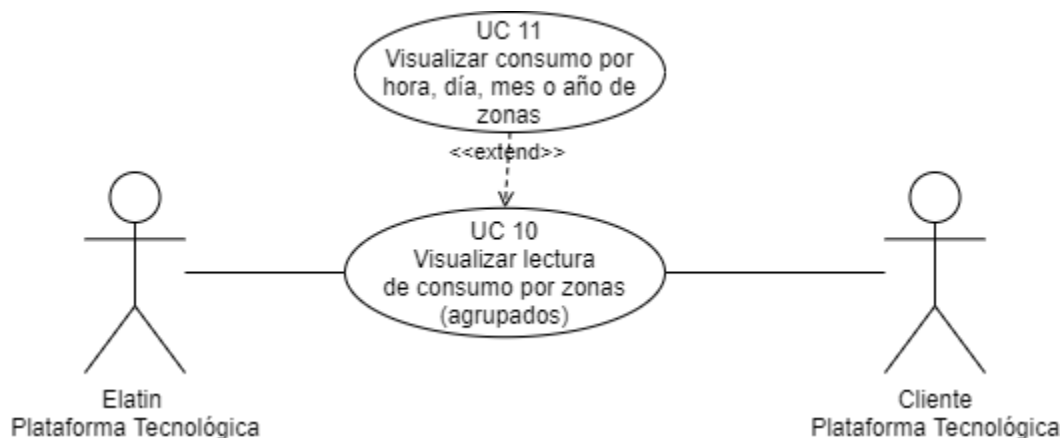 UC 11
Visualizar consumo por
hora, día, mes o año de
zonas
<<extend>>
UC 10
Visualizar lectura
de consumo por zonas
(agrupados)
Elatin
Plataforma Tecnológica
Cliente
Plataforma Tecnológica